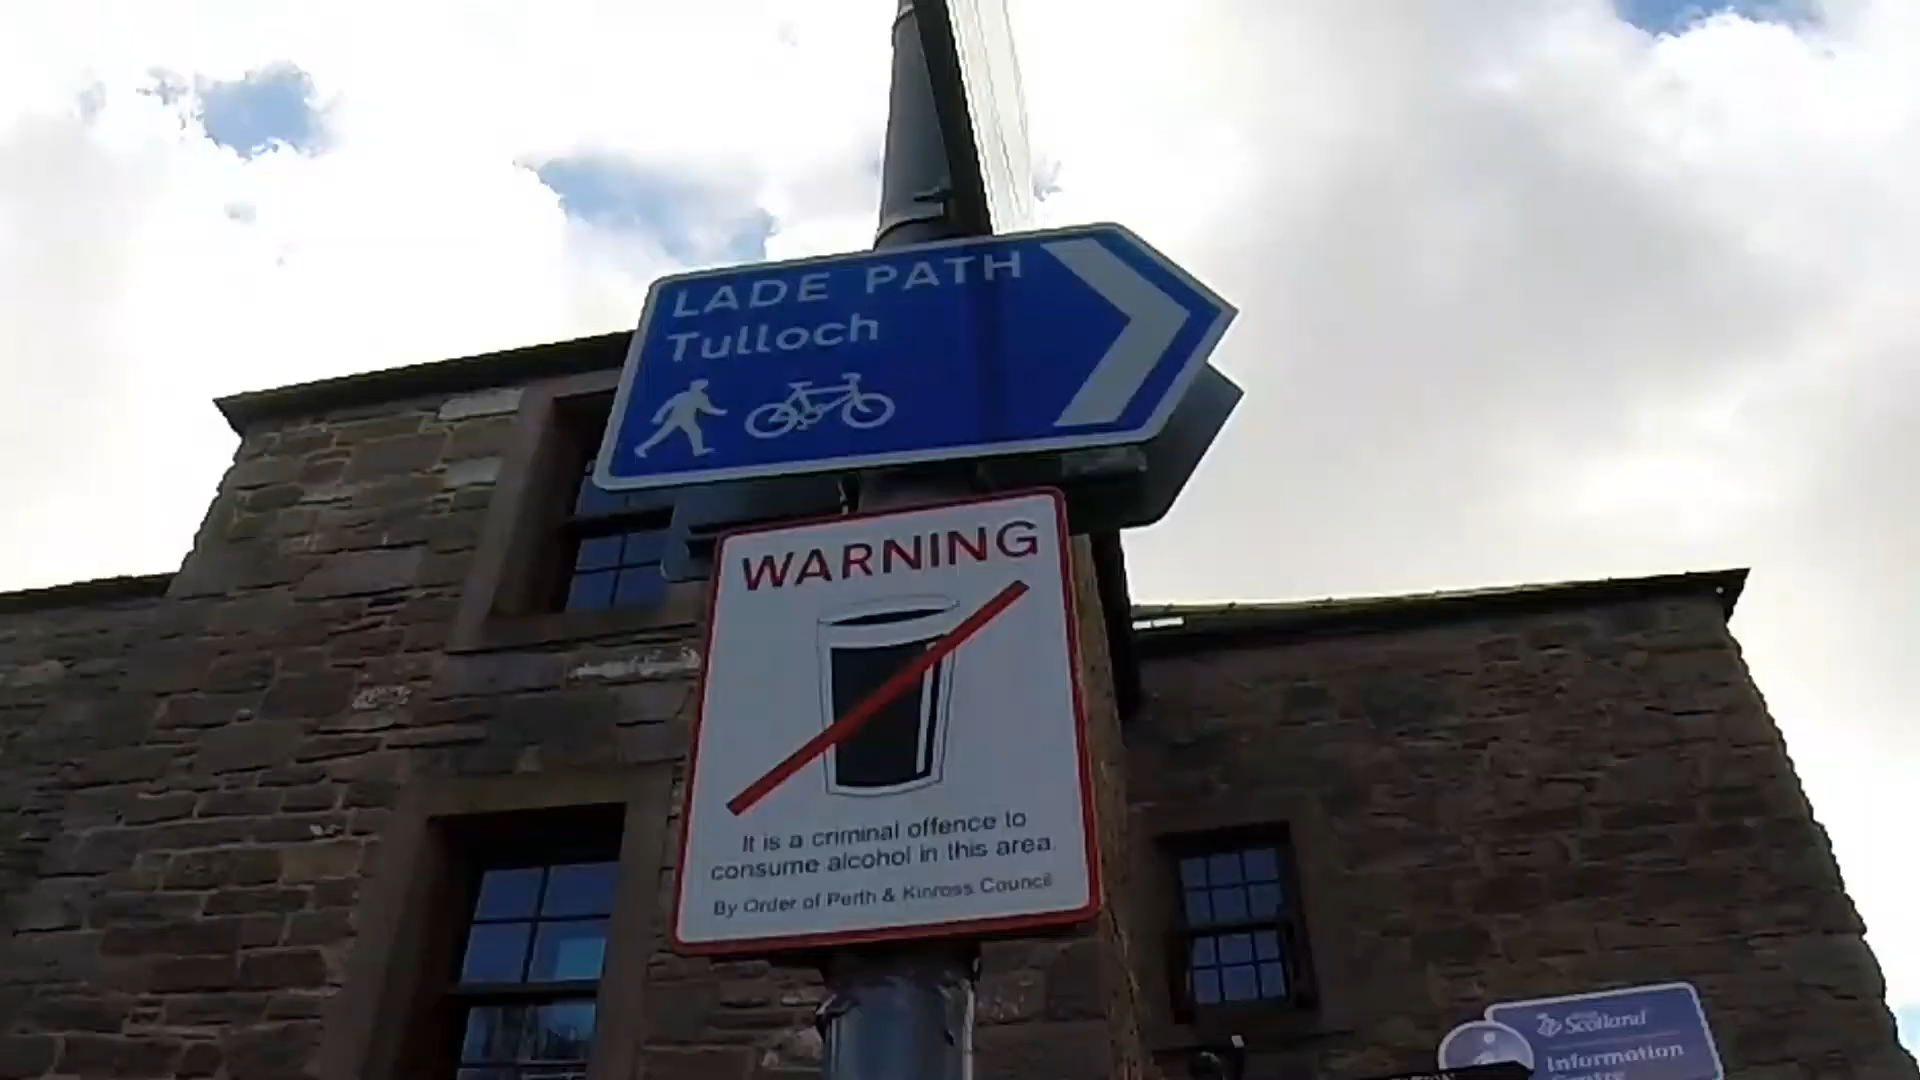 LADE PATH
Tulloch
WARNING
It is a criminal offence to
consume alcohol in this area
By Order of Perth & Kinross Council
Scotland
Information
Centre